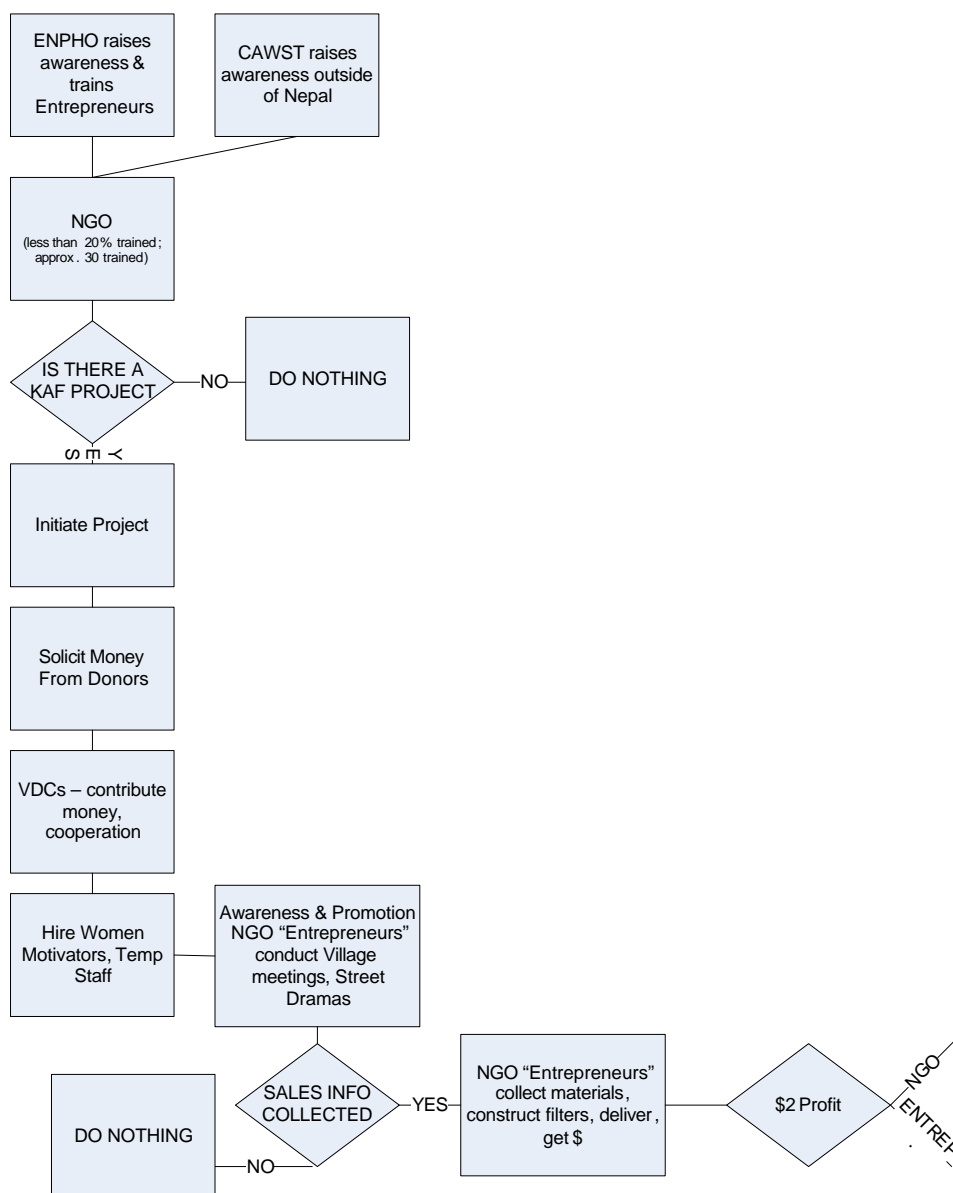 ENPHO raises
awareness &
trains
Entrepreneurs
CAWST raises
awareness outside
of Nepal
NGO
(less than 20% trained;
approx. 30 trained)
IS THERE A
KAF PROJECT
NO
DO NOTHING
YES
Initiate Project
Solicit Money
From Donors
VDCs – contribute
money,
cooperation
Hire Women
Motivators, Temp
Staff
Awareness & Promotion
NGO “Entrepreneurs”
conduct Village
meetings, Street
Dramas
SALES INFO
COLLECTED
NO
DO NOTHING
YES
NGO “Entrepreneurs”
collect materials,
construct filters, deliver,
get $
$2 Profit
NGO